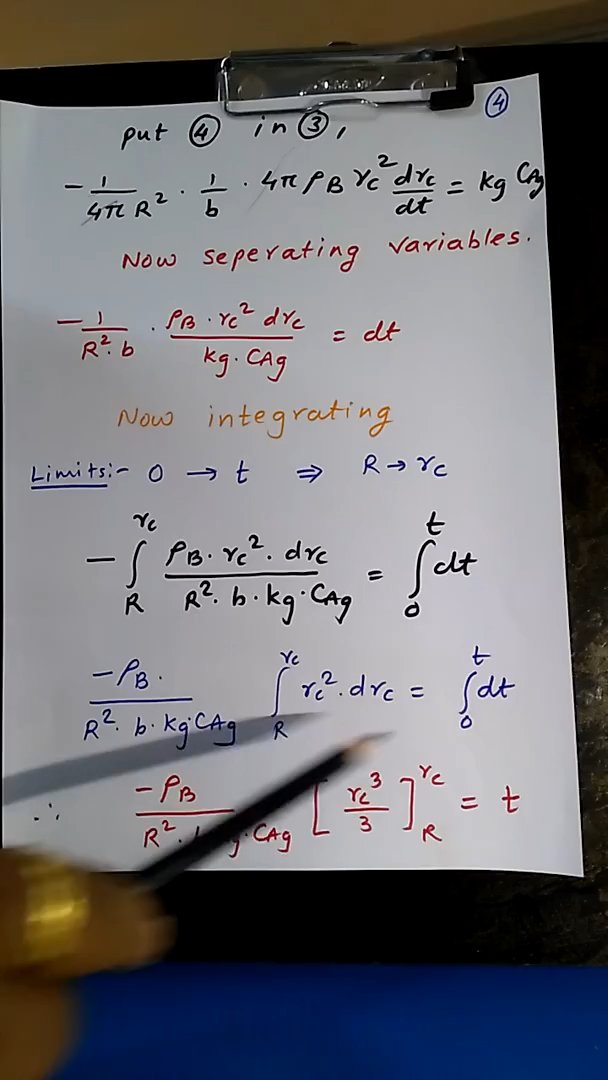 ④
put ④ in ③,
- 1/(4π R²) · 1/b · 4π ρB rc² drc/dt = kg CAg
Now seperating variables.
- 1/(R²· b) · (ρB · rc² drc)/(kg · CAg) = dt
Now integrating
Limits:- 0 → t ⇒ R → rc
- ∫_R^rc (ρB · rc² · drc)/(R² · b · kg · CAg) = ∫_0^t dt
(-ρB ·)/(R² · b · kg · CAg) ∫_R^rc rc² · drc = ∫_0^t dt
∴ (-ρB)/(R² · CAg) [rc³/3]_R^rc = t